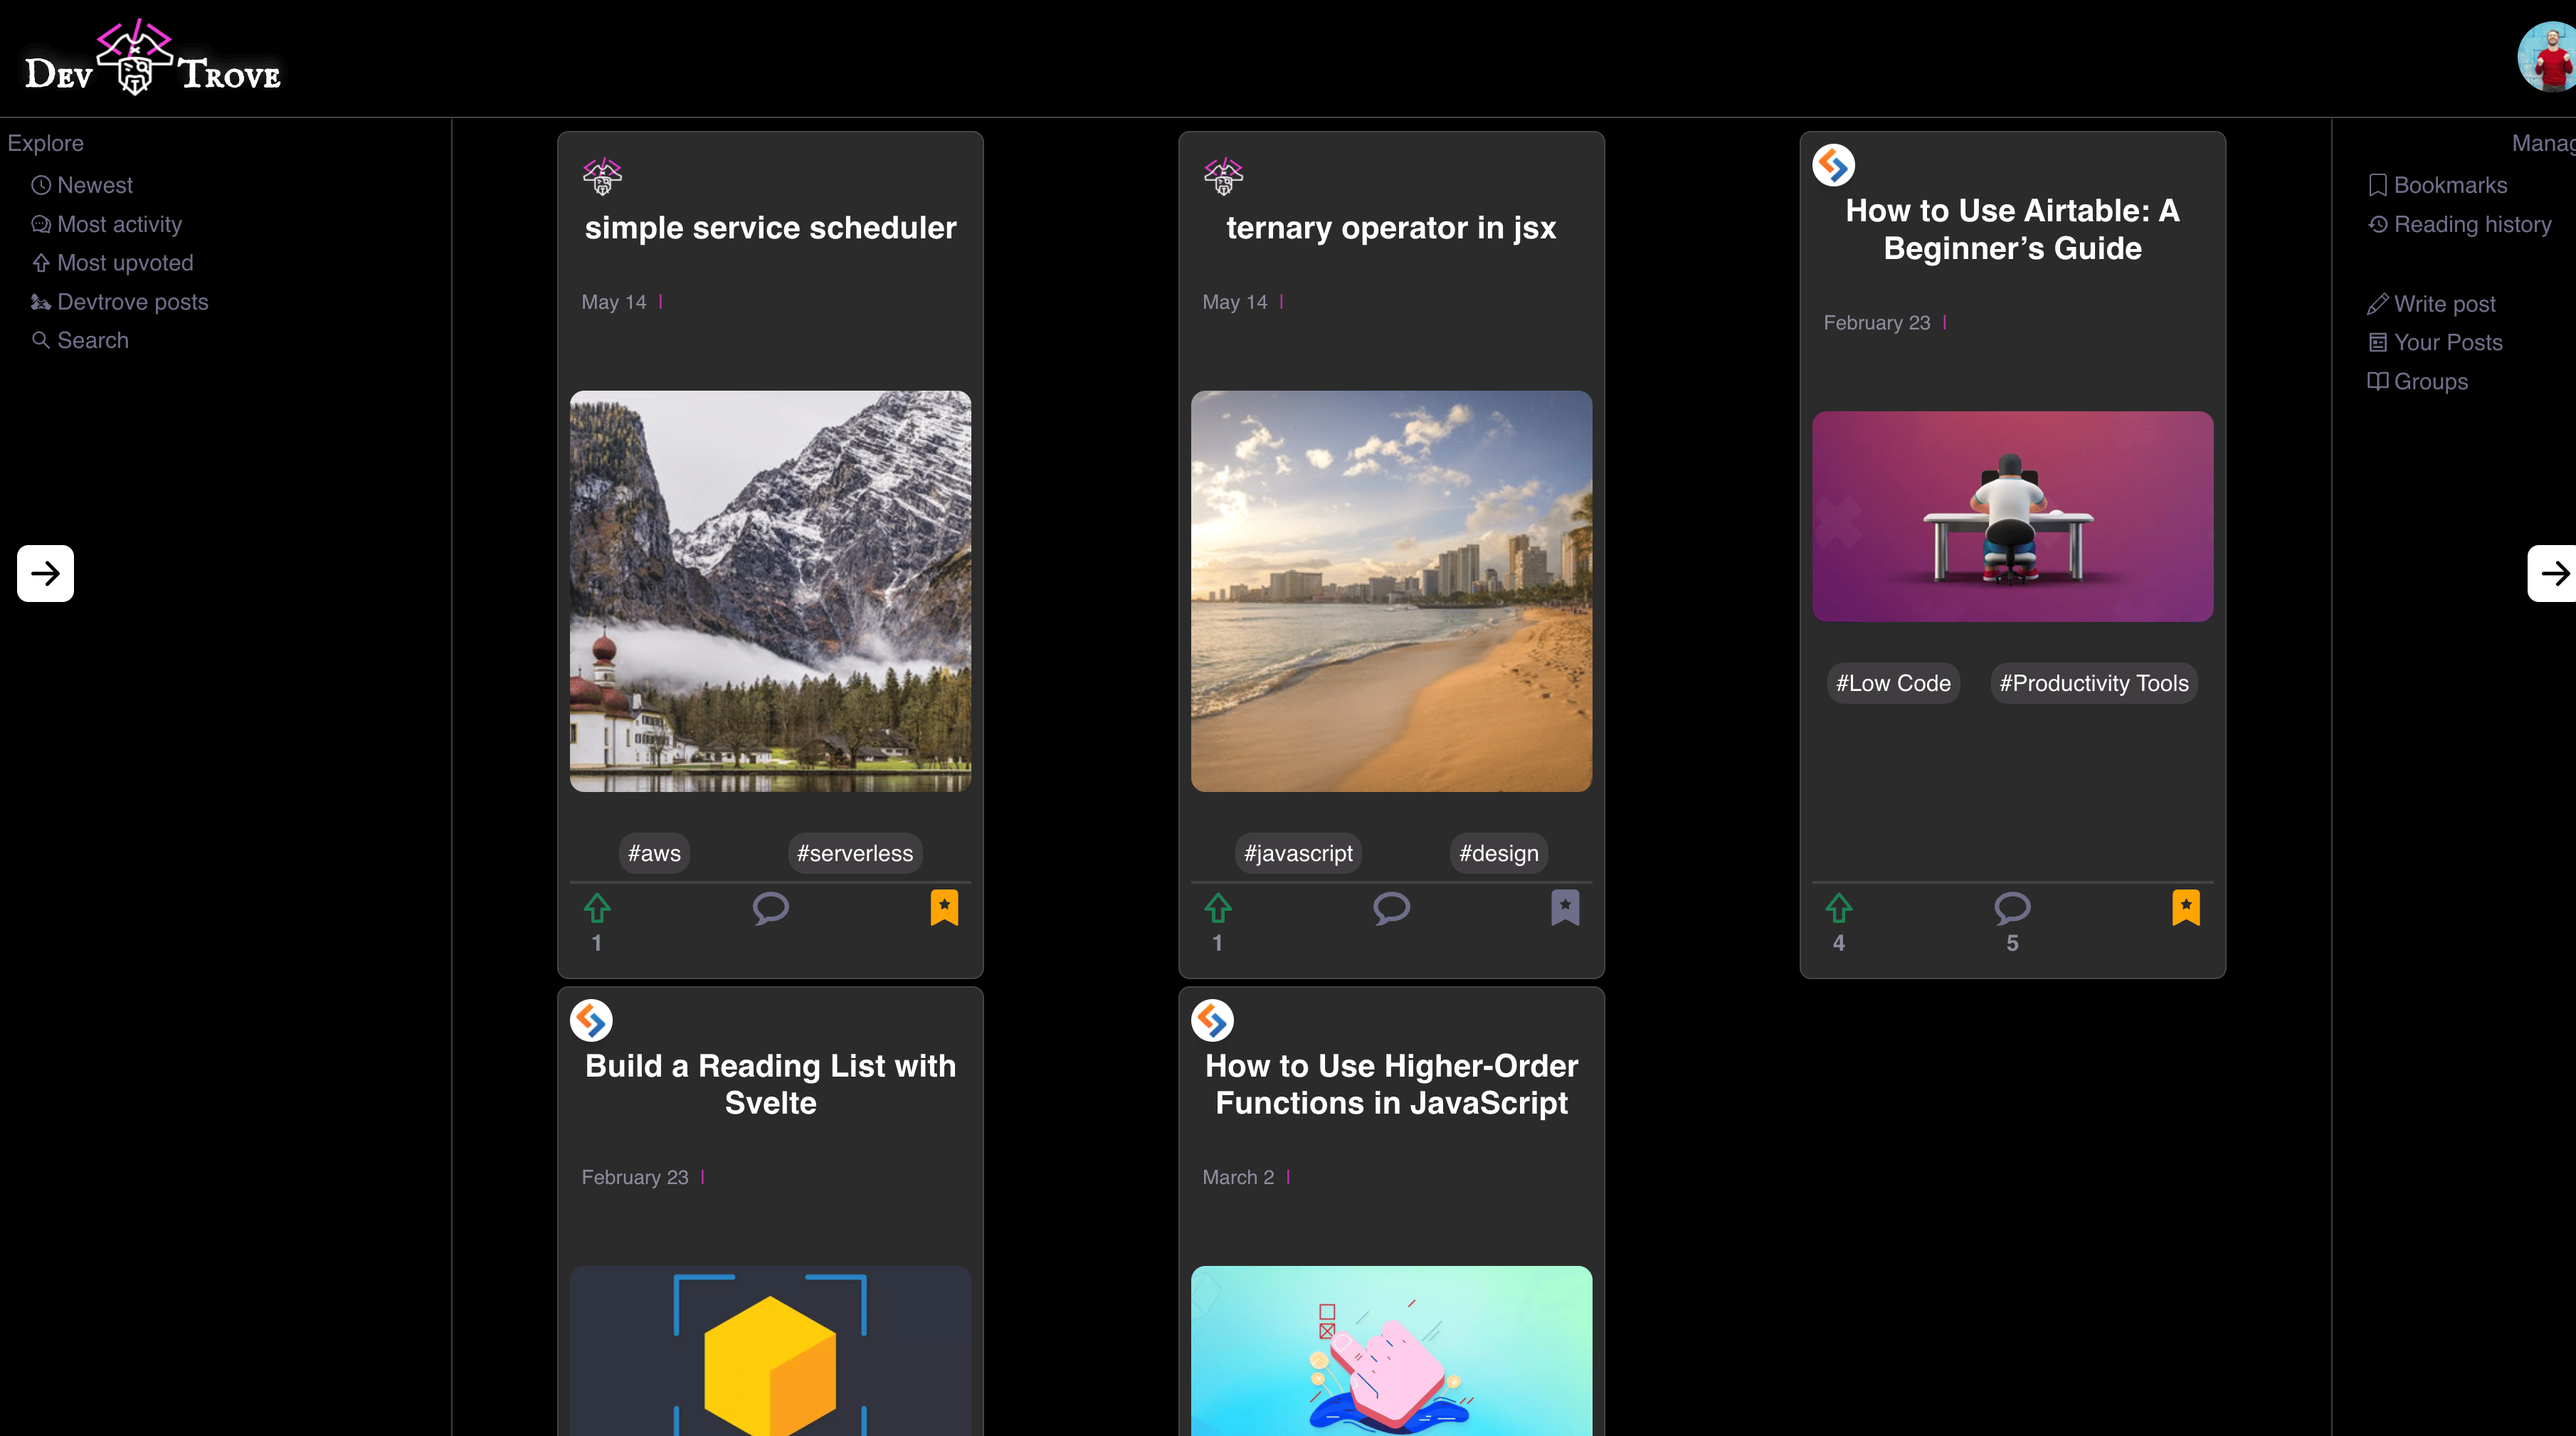 DEV TROVE
Explore
Newest
Most activity
Most upvoted
Devtrove posts
Search
simple service scheduler
May 14 |
#aws
#serverless
1
ternary operator in jsx
May 14 |
#javascript
#design
1
How to Use Airtable: A
Beginner’s Guide
February 23 |
#Low Code
#Productivity Tools
4
5
Build a Reading List with
Svelte
February 23 |
How to Use Higher-Order
Functions in JavaScript
March 2 |
Manag
Bookmarks
Reading history
Write post
Your Posts
Groups